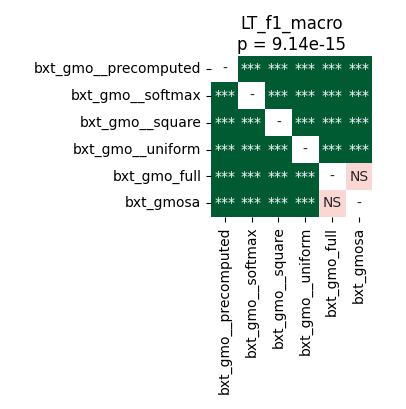 LT_f1_macro
p = 9.14e-15
bxt_gmo__precomputed - *** *** *** *** ***
bxt_gmo__softmax *** - *** *** *** ***
bxt_gmo__square *** *** - *** *** ***
bxt_gmo__uniform *** *** *** - *** ***
bxt_gmo_full *** *** *** *** - NS
bxt_gmosa *** *** *** *** NS -
bxt_gmo__precomputed
bxt_gmo__softmax
bxt_gmo__square
bxt_gmo__uniform
bxt_gmo_full
bxt_gmosa